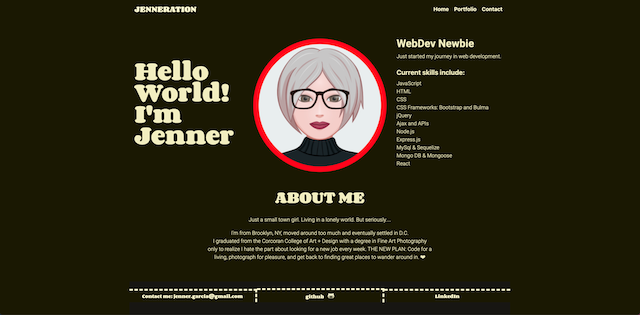 JENNERATION
Home Portfolio Contact
Hello
World!
I'm
Jenner
WebDev Newbie
Just started my journey in web development.
Current skills include:
JavaScript
HTML
CSS
CSS Frameworks: Bootstrap and Bulma
jQuery
Ajax and APIs
Node.js
Express.js
MySql & Sequelize
Mongo DB & Mongoose
React
ABOUT ME
Just a small town girl. Living in a lonely world. But seriously...
I'm from Brooklyn, NY, moved around too much and eventually settled in D.C.
I graduated from the Corcoran College of Art + Design with a degree in Fine Art Photography
only to realize I hate the part about looking for a new job every week. THE NEW PLAN: Code for a
living, photograph for pleasure, and get back to finding great places to wander around in. ❤
Contact me: jenner.garcia@gmail.com
github
LinkedIn